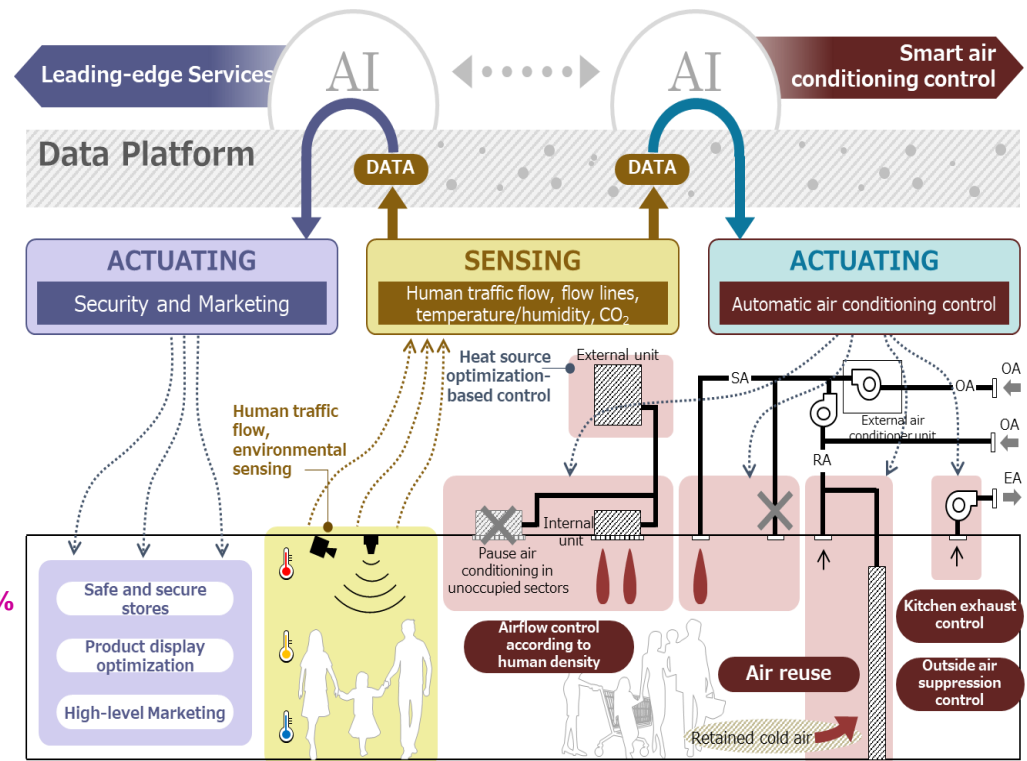 Leading-edge Services
AI
AI
Smart air
conditioning control
Data Platform
DATA
DATA
ACTUATING
Security and Marketing
SENSING
Human traffic flow, flow lines,
temperature/humidity, CO₂
ACTUATING
Automatic air conditioning control
Heat source
optimization-
based control
External unit
SA
OA
OA
External air
conditioner unit
OA
RA
EA
Human traffic
flow,
environmental
sensing
Internal
unit
Pause air
conditioning in
unoccupied sectors
%
Safe and secure
stores
Product display
optimization
High-level Marketing
Airflow control
according to
human density
Air reuse
Retained cold air
Kitchen exhaust
control
Outside air
suppression
control